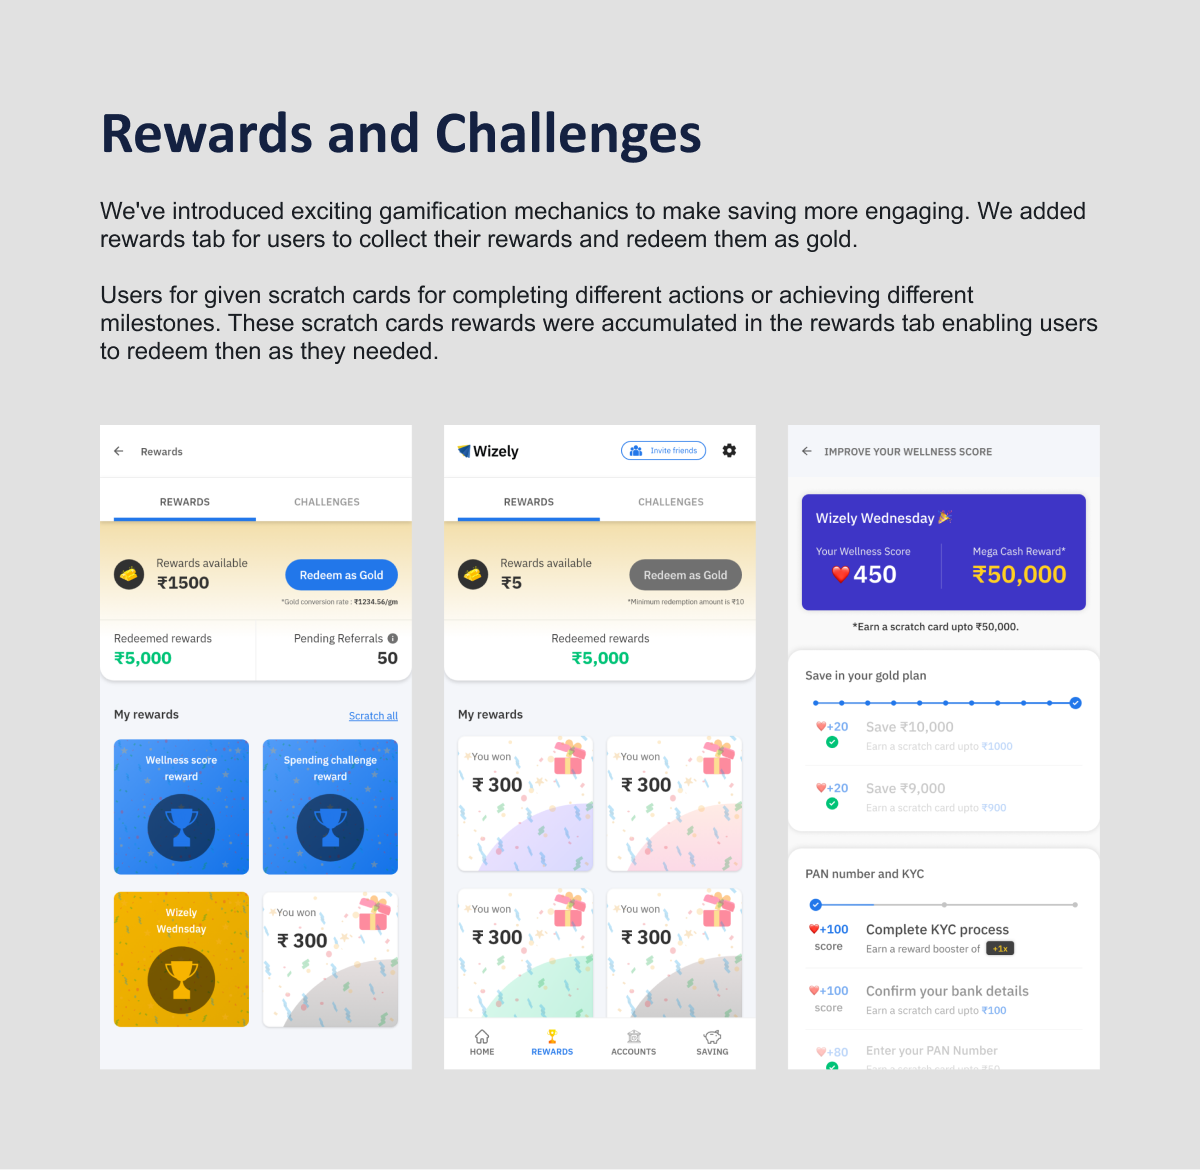 Rewards and Challenges
We've introduced exciting gamification mechanics to make saving more engaging. We added
rewards tab for users to collect their rewards and redeem them as gold.
Users for given scratch cards for completing different actions or achieving different
milestones. These scratch cards rewards were accumulated in the rewards tab enabling users
to redeem then as they needed.
Rewards
REWARDS CHALLENGES
Rewards available
₹1500
Redeem as Gold
*Gold conversion rate : ₹1234.56/gm
Redeemed rewards
₹5,000
Pending Referrals
50
My rewards
Scratch all
Wellness score
reward
Spending challenge
reward
Wizely
Wednsday
You won
₹ 300
Wizely
Invite friends
REWARDS CHALLENGES
Rewards available
₹5
Redeem as Gold
*Minimum redemption amount is ₹10
Redeemed rewards
₹5,000
My rewards
You won
₹ 300
You won
₹ 300
You won
₹ 300
You won
₹ 300
HOME REWARDS ACCOUNTS SAVING
IMPROVE YOUR WELLNESS SCORE
Wizely Wednesday
Your Wellness Score
450
Mega Cash Reward*
₹50,000
*Earn a scratch card upto ₹50,000.
Save in your gold plan
+20
Save ₹10,000
Earn a scratch card upto ₹1000
+20
Save ₹9,000
Earn a scratch card upto ₹900
PAN number and KYC
+100
score
Complete KYC process
Earn a reward booster of +1x
+100
score
Confirm your bank details
Earn a scratch card upto ₹100
+80
Enter your PAN Number
Earn a scratch card upto ₹50